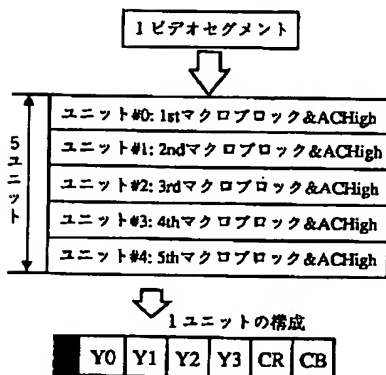 1ビデオセグメント
5ユニット
ユニット#0: 1stマクロブロック&ACHigh
ユニット#1: 2ndマクロブロック&ACHigh
ユニット#2: 3rdマクロブロック&ACHigh
ユニット#3: 4thマクロブロック&ACHigh
ユニット#4: 5thマクロブロック&ACHigh
1ユニットの構成
Y0 Y1 Y2 Y3 CR CB